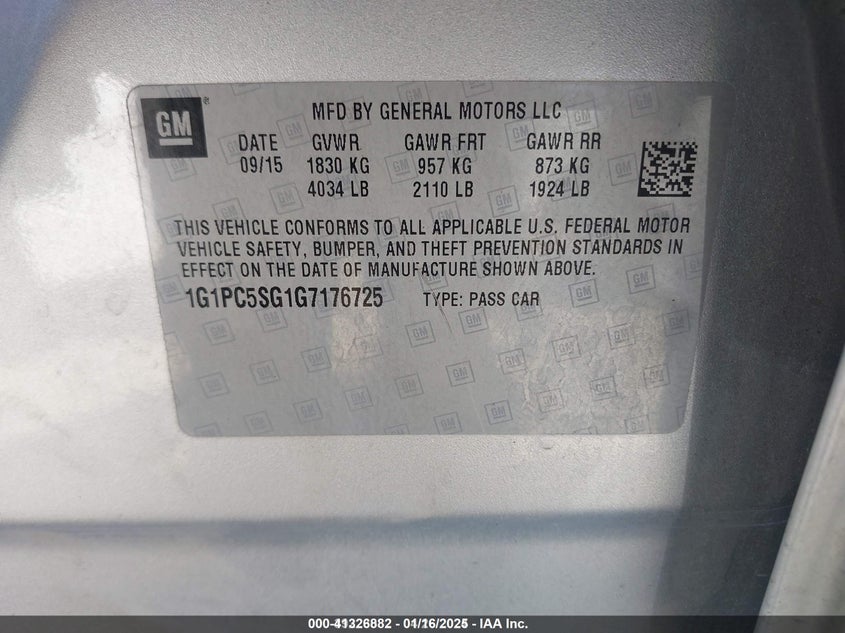 GM
MFD BY GENERAL MOTORS LLC
DATE GVWR GAWR FRT GAWR RR
09/15 1830 KG 957 KG 873 KG
4034 LB 2110 LB 1924 LB
THIS VEHICLE CONFORMS TO ALL APPLICABLE U.S. FEDERAL MOTOR
VEHICLE SAFETY, BUMPER, AND THEFT PREVENTION STANDARDS IN
EFFECT ON THE DATE OF MANUFACTURE SHOWN ABOVE.
1G1PC5SG1G7176725 TYPE: PASS CAR
000-41326882 - 01/16/2025 - IAA Inc.